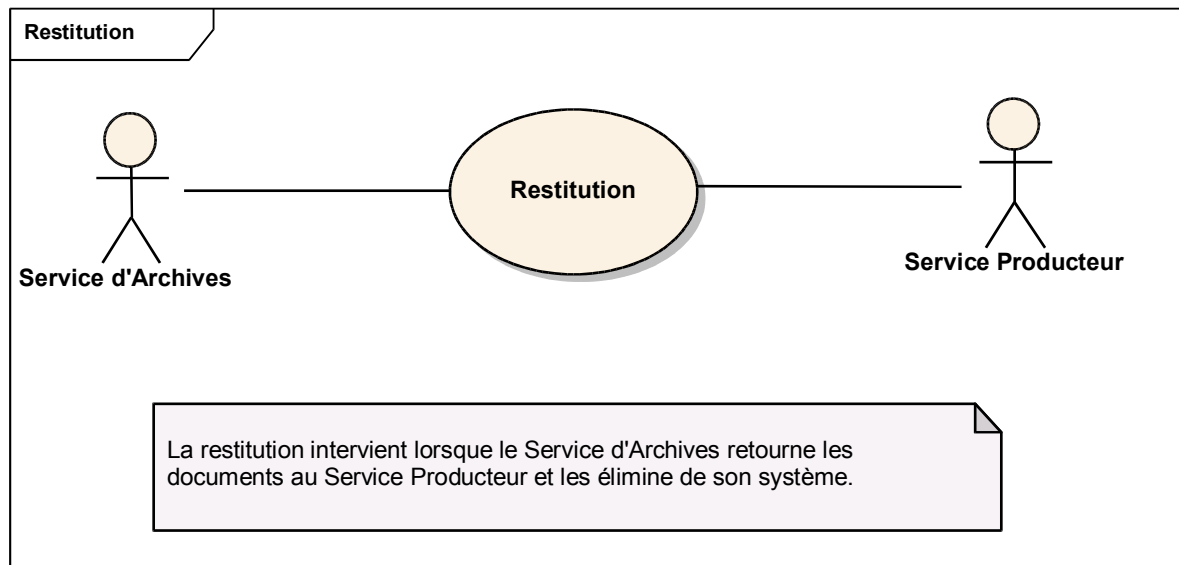 Restitution
Restitution
Service d'Archives
Service Producteur
La restitution intervient lorsque le Service d'Archives retourne les
documents au Service Producteur et les élimine de son système.